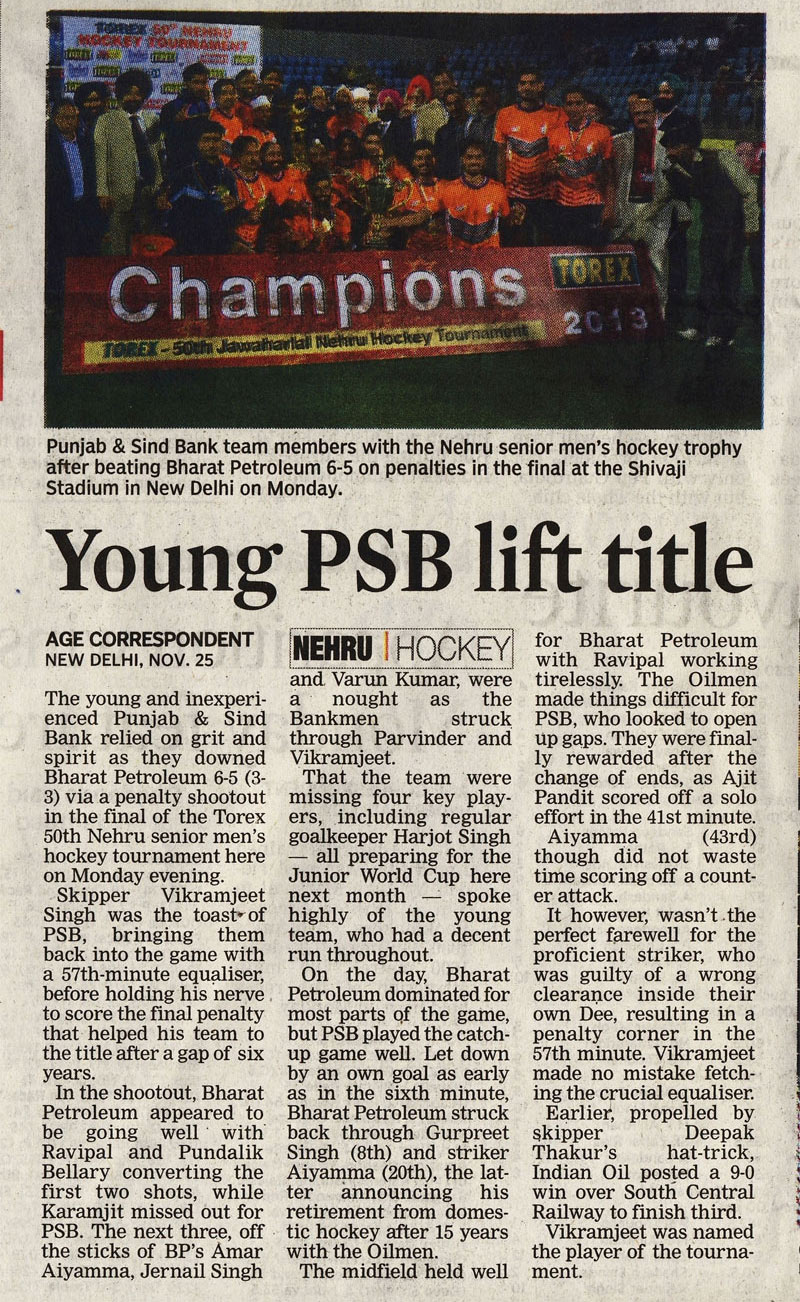 TOREX 50th NEHRU
HOCKEY TOURNAMENT
Champions
TOREX
2013
TOREX - 50th Jawaharlal Nehru Hockey Tournament
Punjab & Sind Bank team members with the Nehru senior men's hockey trophy
after beating Bharat Petroleum 6-5 on penalties in the final at the Shivaji
Stadium in New Delhi on Monday.
Young PSB lift title
AGE CORRESPONDENT
NEW DELHI, NOV. 25
The young and inexperi-
enced Punjab & Sind
Bank relied on grit and
spirit as they downed
Bharat Petroleum 6-5 (3-
3) via a penalty shootout
in the final of the Torex
50th Nehru senior men's
hockey tournament here
on Monday evening.
Skipper Vikramjeet
Singh was the toast of
PSB, bringing them
back into the game with
a 57th-minute equaliser,
before holding his nerve
to score the final penalty
that helped his team to
the title after a gap of six
years.
In the shootout, Bharat
Petroleum appeared to
be going well with
Ravipal and Pundalik
Bellary converting the
first two shots, while
Karamjit missed out for
PSB. The next three, off
the sticks of BP's Amar
Aiyamma, Jernail Singh
NEHRU | HOCKEY
and Varun Kumar, were
a nought as the
Bankmen struck
through Parvinder and
Vikramjeet.
That the team were
missing four key play-
ers, including regular
goalkeeper Harjot Singh
— all preparing for the
Junior World Cup here
next month — spoke
highly of the young
team, who had a decent
run throughout.
On the day, Bharat
Petroleum dominated for
most parts of the game,
but PSB played the catch-
up game well. Let down
by an own goal as early
as in the sixth minute,
Bharat Petroleum struck
back through Gurpreet
Singh (8th) and striker
Aiyamma (20th), the lat-
ter announcing his
retirement from domes-
tic hockey after 15 years
with the Oilmen.
The midfield held well
for Bharat Petroleum
with Ravipal working
tirelessly. The Oilmen
made things difficult for
PSB, who looked to open
up gaps. They were final-
ly rewarded after the
change of ends, as Ajit
Pandit scored off a solo
effort in the 41st minute.
Aiyamma (43rd)
though did not waste
time scoring off a count-
er attack.
It however, wasn't the
perfect farewell for the
proficient striker, who
was guilty of a wrong
clearance inside their
own Dee, resulting in a
penalty corner in the
57th minute. Vikramjeet
made no mistake fetch-
ing the crucial equaliser.
Earlier, propelled by
skipper Deepak
Thakur's hat-trick,
Indian Oil posted a 9-0
win over South Central
Railway to finish third.
Vikramjeet was named
the player of the tourna-
ment.